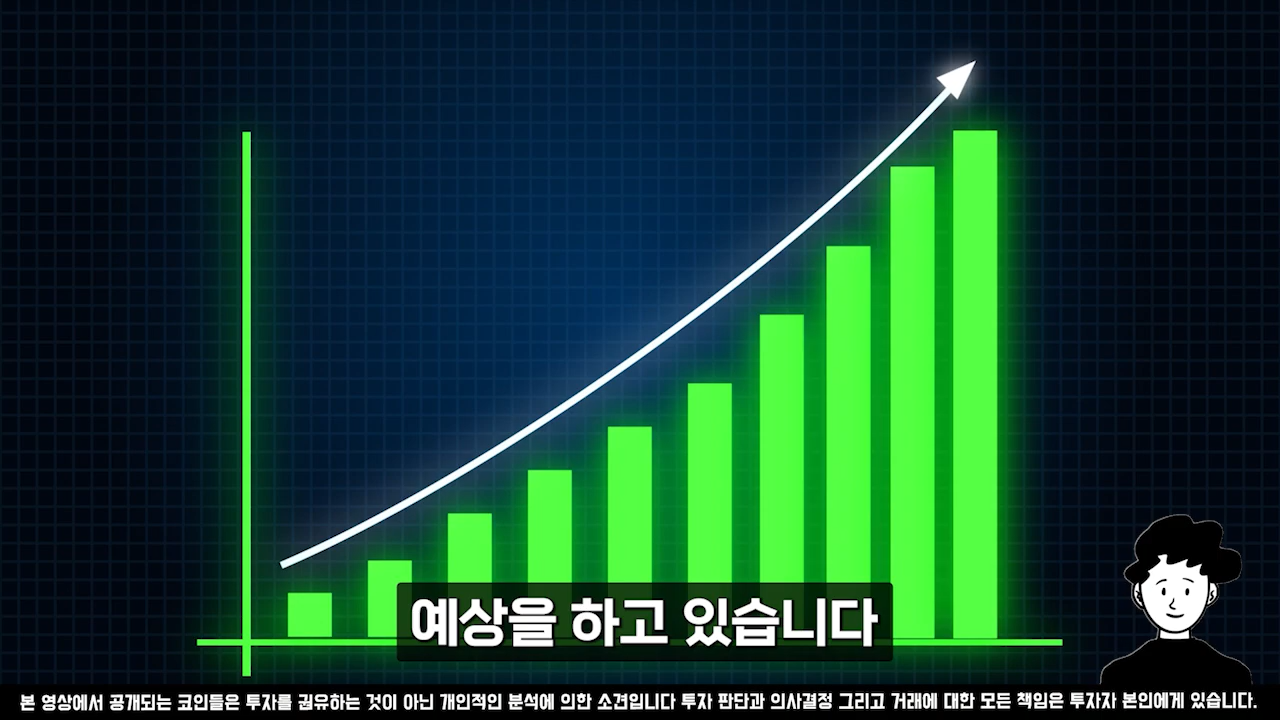 예상을 하고 있습니다
본 영상에서 공개되는 코인들은 투자를 권유하는 것이 아닌 개인적인 분석에 의한 소견입니다 투자 판단과 의사결정 그리고 거래에 대한 모든 책임은 투자자 본인에게 있습니다.